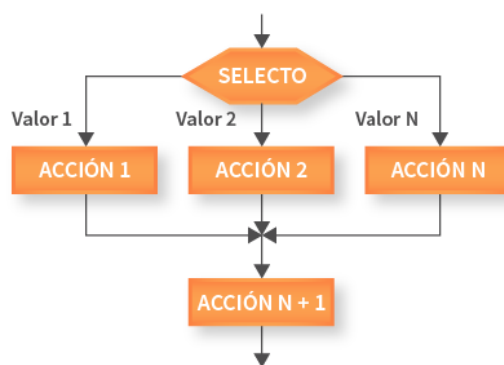 SELECTO
Valor 1
Valor 2
Valor N
ACCIÓN 1
ACCIÓN 2
ACCIÓN N
ACCIÓN N + 1